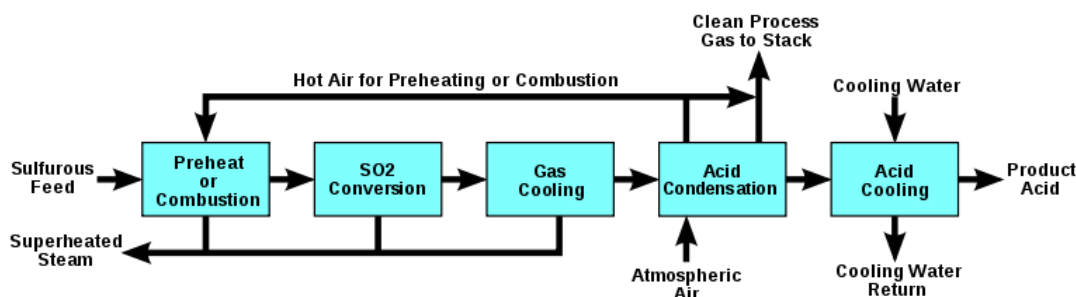 Clean Process
Gas to Stack
Hot Air for Preheating or Combustion
Cooling Water
Sulfurous
Feed
Preheat
or
Combustion
SO2
Conversion
Gas
Cooling
Acid
Condensation
Acid
Cooling
Product
Acid
Superheated
Steam
Atmospheric
Air
Cooling Water
Return